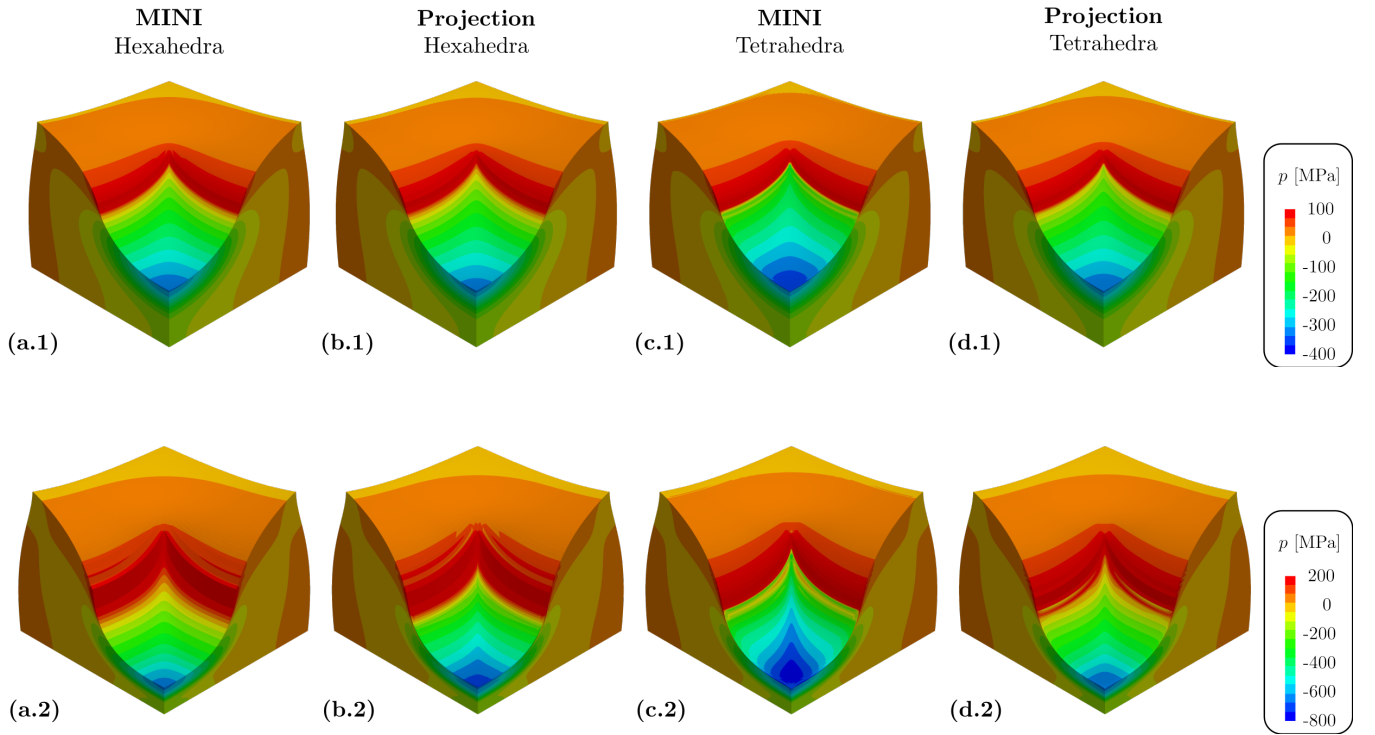 MINI
Hexahedra
Projection
Hexahedra
MINI
Tetrahedra
Projection
Tetrahedra
p [MPa]
100
0
-100
-200
-300
-400
(a.1)
(b.1)
(c.1)
(d.1)
p [MPa]
200
0
-200
-400
-600
-800
(a.2)
(b.2)
(c.2)
(d.2)